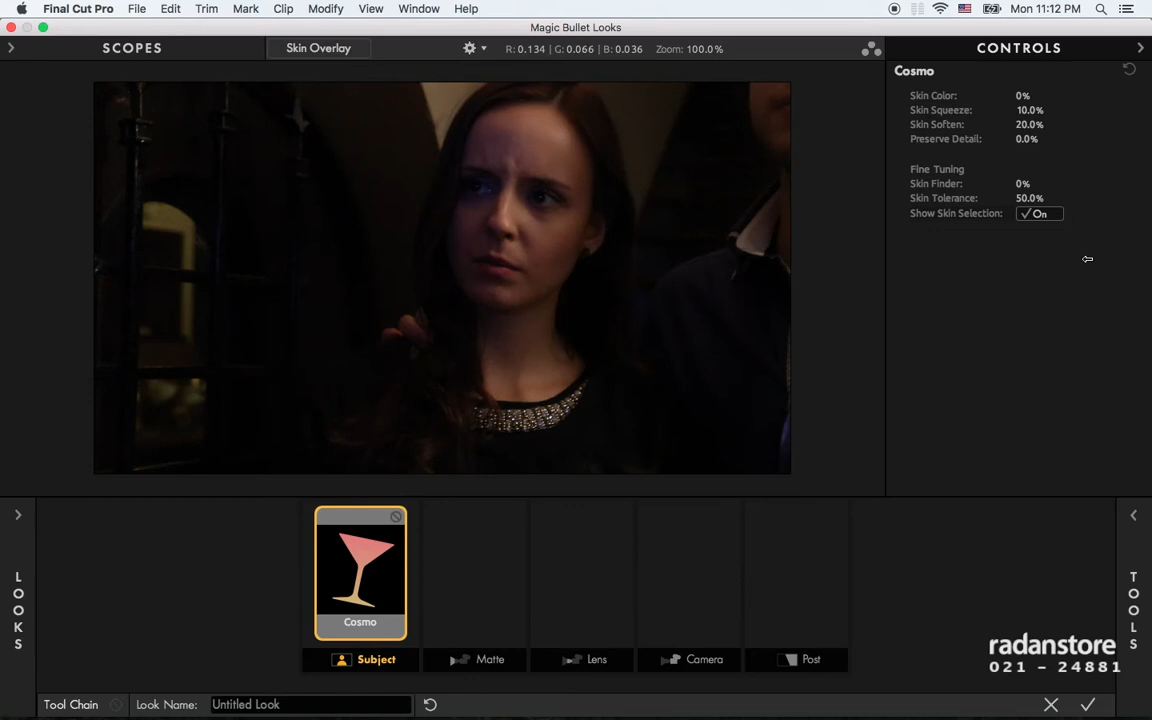 Final Cut Pro File Edit Trim Mark Clip Modify View Window Help Mon 11:12 PM
Magic Bullet Looks
SCOPES Skin Overlay R: 0.134 | G: 0.066 | B: 0.036 Zoom: 100.0% CONTROLS
Cosmo
Skin Color: 0%
Skin Squeeze: 10.0%
Skin Soften: 20.0%
Preserve Detail: 0.0%
Fine Tuning
Skin Finder: 0%
Skin Tolerance: 50.0%
Show Skin Selection: ✓On
LOOKS
Cosmo
TOOLS
Subject Matte Lens Camera Post
radanstore
021 - 24881
Tool Chain Look Name: Untitled Look